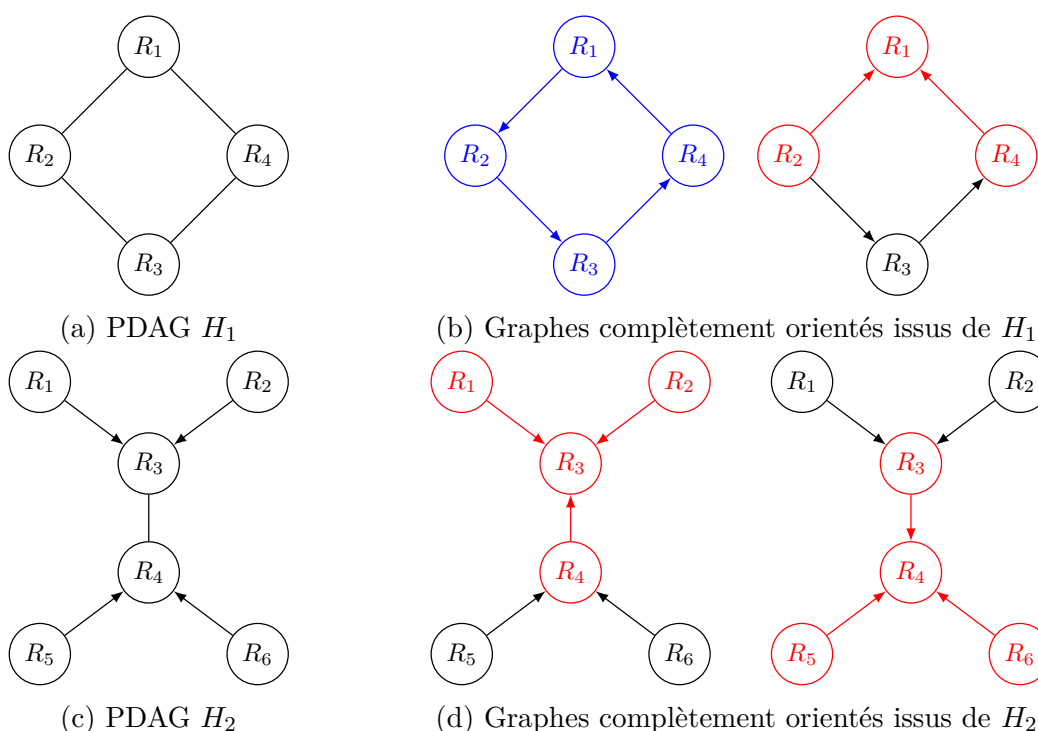 R1 R1 R1
R2 R4 R2 R4 R2 R4
R3 R3 R3
(a) PDAG H1 (b) Graphes complètement orientés issus de H1
R1 R2 R1 R2 R1 R2
R3 R3 R3
R4 R4 R4
R5 R6 R5 R6 R5 R6
(c) PDAG H2 (d) Graphes complètement orientés issus de H2